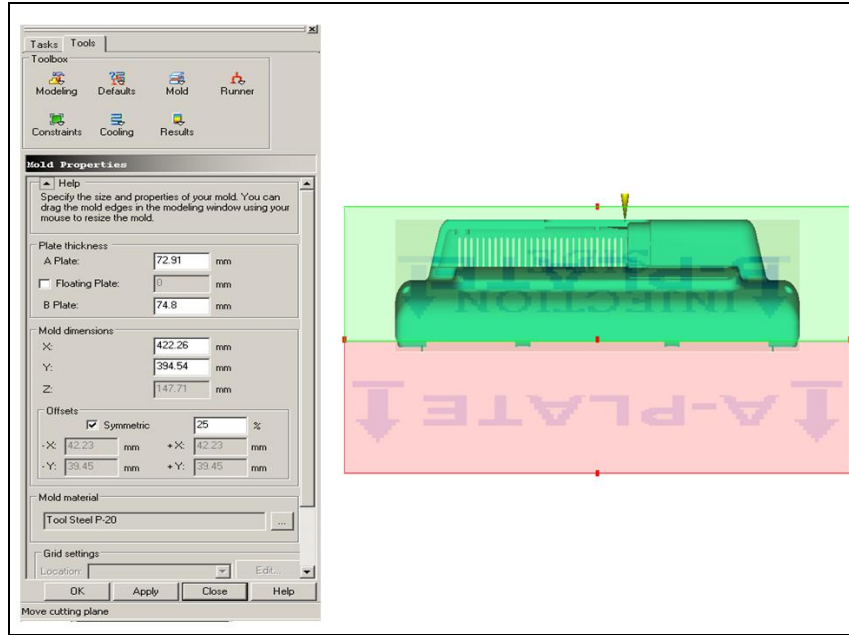 Tasks Tools
Toolbox
Modeling Defaults Mold Runner
Constraints Cooling Results
Mold Properties
Help
Specify the size and properties of your mold. You can
drag the mold edges in the modeling window using your
mouse to resize the mold.
Plate thickness
A Plate: 72.91 mm
Floating Plate: 0 mm
B Plate: 74.8 mm
Mold dimensions
X: 422.26 mm
Y: 394.54 mm
Z: 147.71 mm
Offsets
Symmetric 25 %
-X: 42.23 mm +X: 42.23 mm
-Y: 39.45 mm +Y: 39.45 mm
Mold material
Tool Steel P-20 ...
Grid settings
Location: Edit...
OK Apply Close Help
Move cutting plane
B-PLATE
INJECTION
A-PLATE